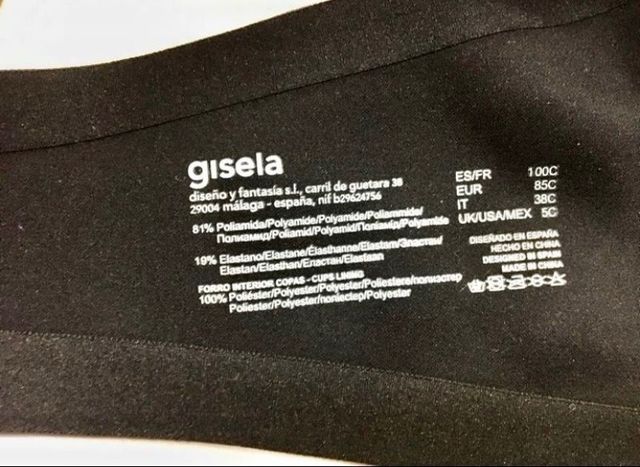 gisela
diseño y fantasía s.l., carril de guetara 38
29004 málaga - españa, nif b29624756
81% Poliamida/Polyamide/Polyamide/Poliammide/
Полиамид/Poliamid/Polyamid/Поліамід/Polyamide
19% Elastano/Elastane/Élasthanne/Elastam/Эластан/
Elastan/Elasthan/Еластан/Elastaan
FORRO INTERIOR COPAS - CUPS LINING
100% Poliéster/Polyester/Polyester/Poliestere/полиэстер
Poliester/Polyester/poліестер/Polyester
ES/FR 100C
EUR 85C
IT 38C
UK/USA/MEX 5C
DISEÑADO EN ESPAÑA
HECHO EN CHINA
DESIGNED IN SPAIN
MADE IN CHINA